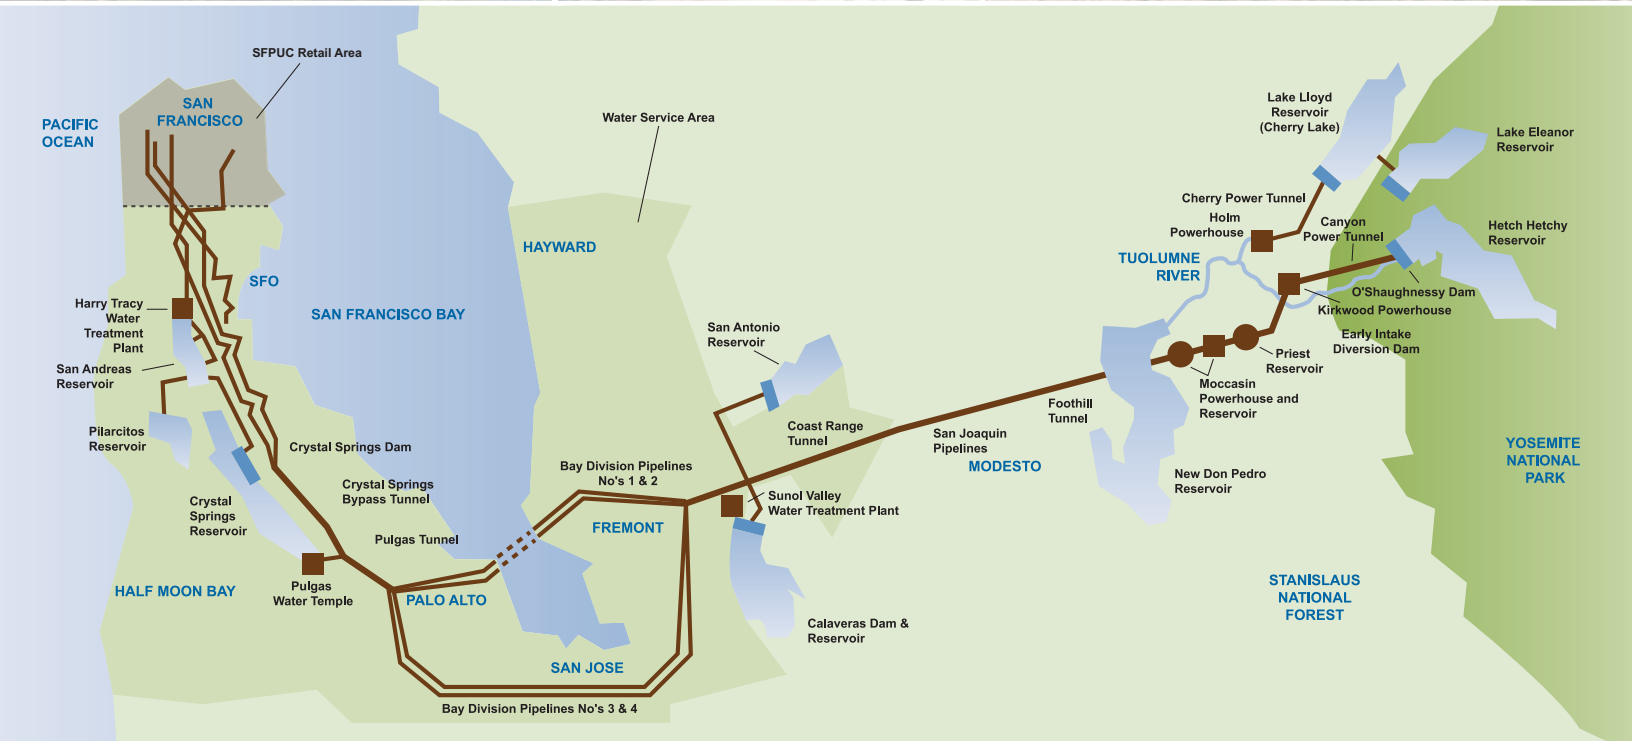 SFPUC Retail Area
SAN
FRANCISCO
PACIFIC
OCEAN
Water Service Area
Lake Lloyd
Reservoir
(Cherry Lake)
Lake Eleanor
Reservoir
Cherry Power Tunnel
Holm
Powerhouse
Canyon
Power Tunnel
Hetch Hetchy
Reservoir
HAYWARD
TUOLUMNE
RIVER
SFO
O'Shaughnessy Dam
Kirkwood Powerhouse
SAN FRANCISCO BAY
Harry Tracy
Water
Treatment
Plant
San Antonio
Reservoir
Early Intake
Diversion Dam
Priest
Reservoir
San Andreas
Reservoir
Moccasin
Powerhouse and
Reservoir
Foothill
Tunnel
Pilarcitos
Reservoir
Coast Range
Tunnel
San Joaquin
Pipelines
MODESTO
Crystal Springs Dam
YOSEMITE
NATIONAL
PARK
Bay Division Pipelines
No's 1 & 2
Crystal Springs
Bypass Tunnel
New Don Pedro
Reservoir
Crystal
Springs
Reservoir
Sunol Valley
Water Treatment Plant
FREMONT
Pulgas Tunnel
HALF MOON BAY
Pulgas
Water Temple
PALO ALTO
STANISLAUS
NATIONAL
FOREST
Calaveras Dam &
Reservoir
SAN JOSE
Bay Division Pipelines No's 3 & 4